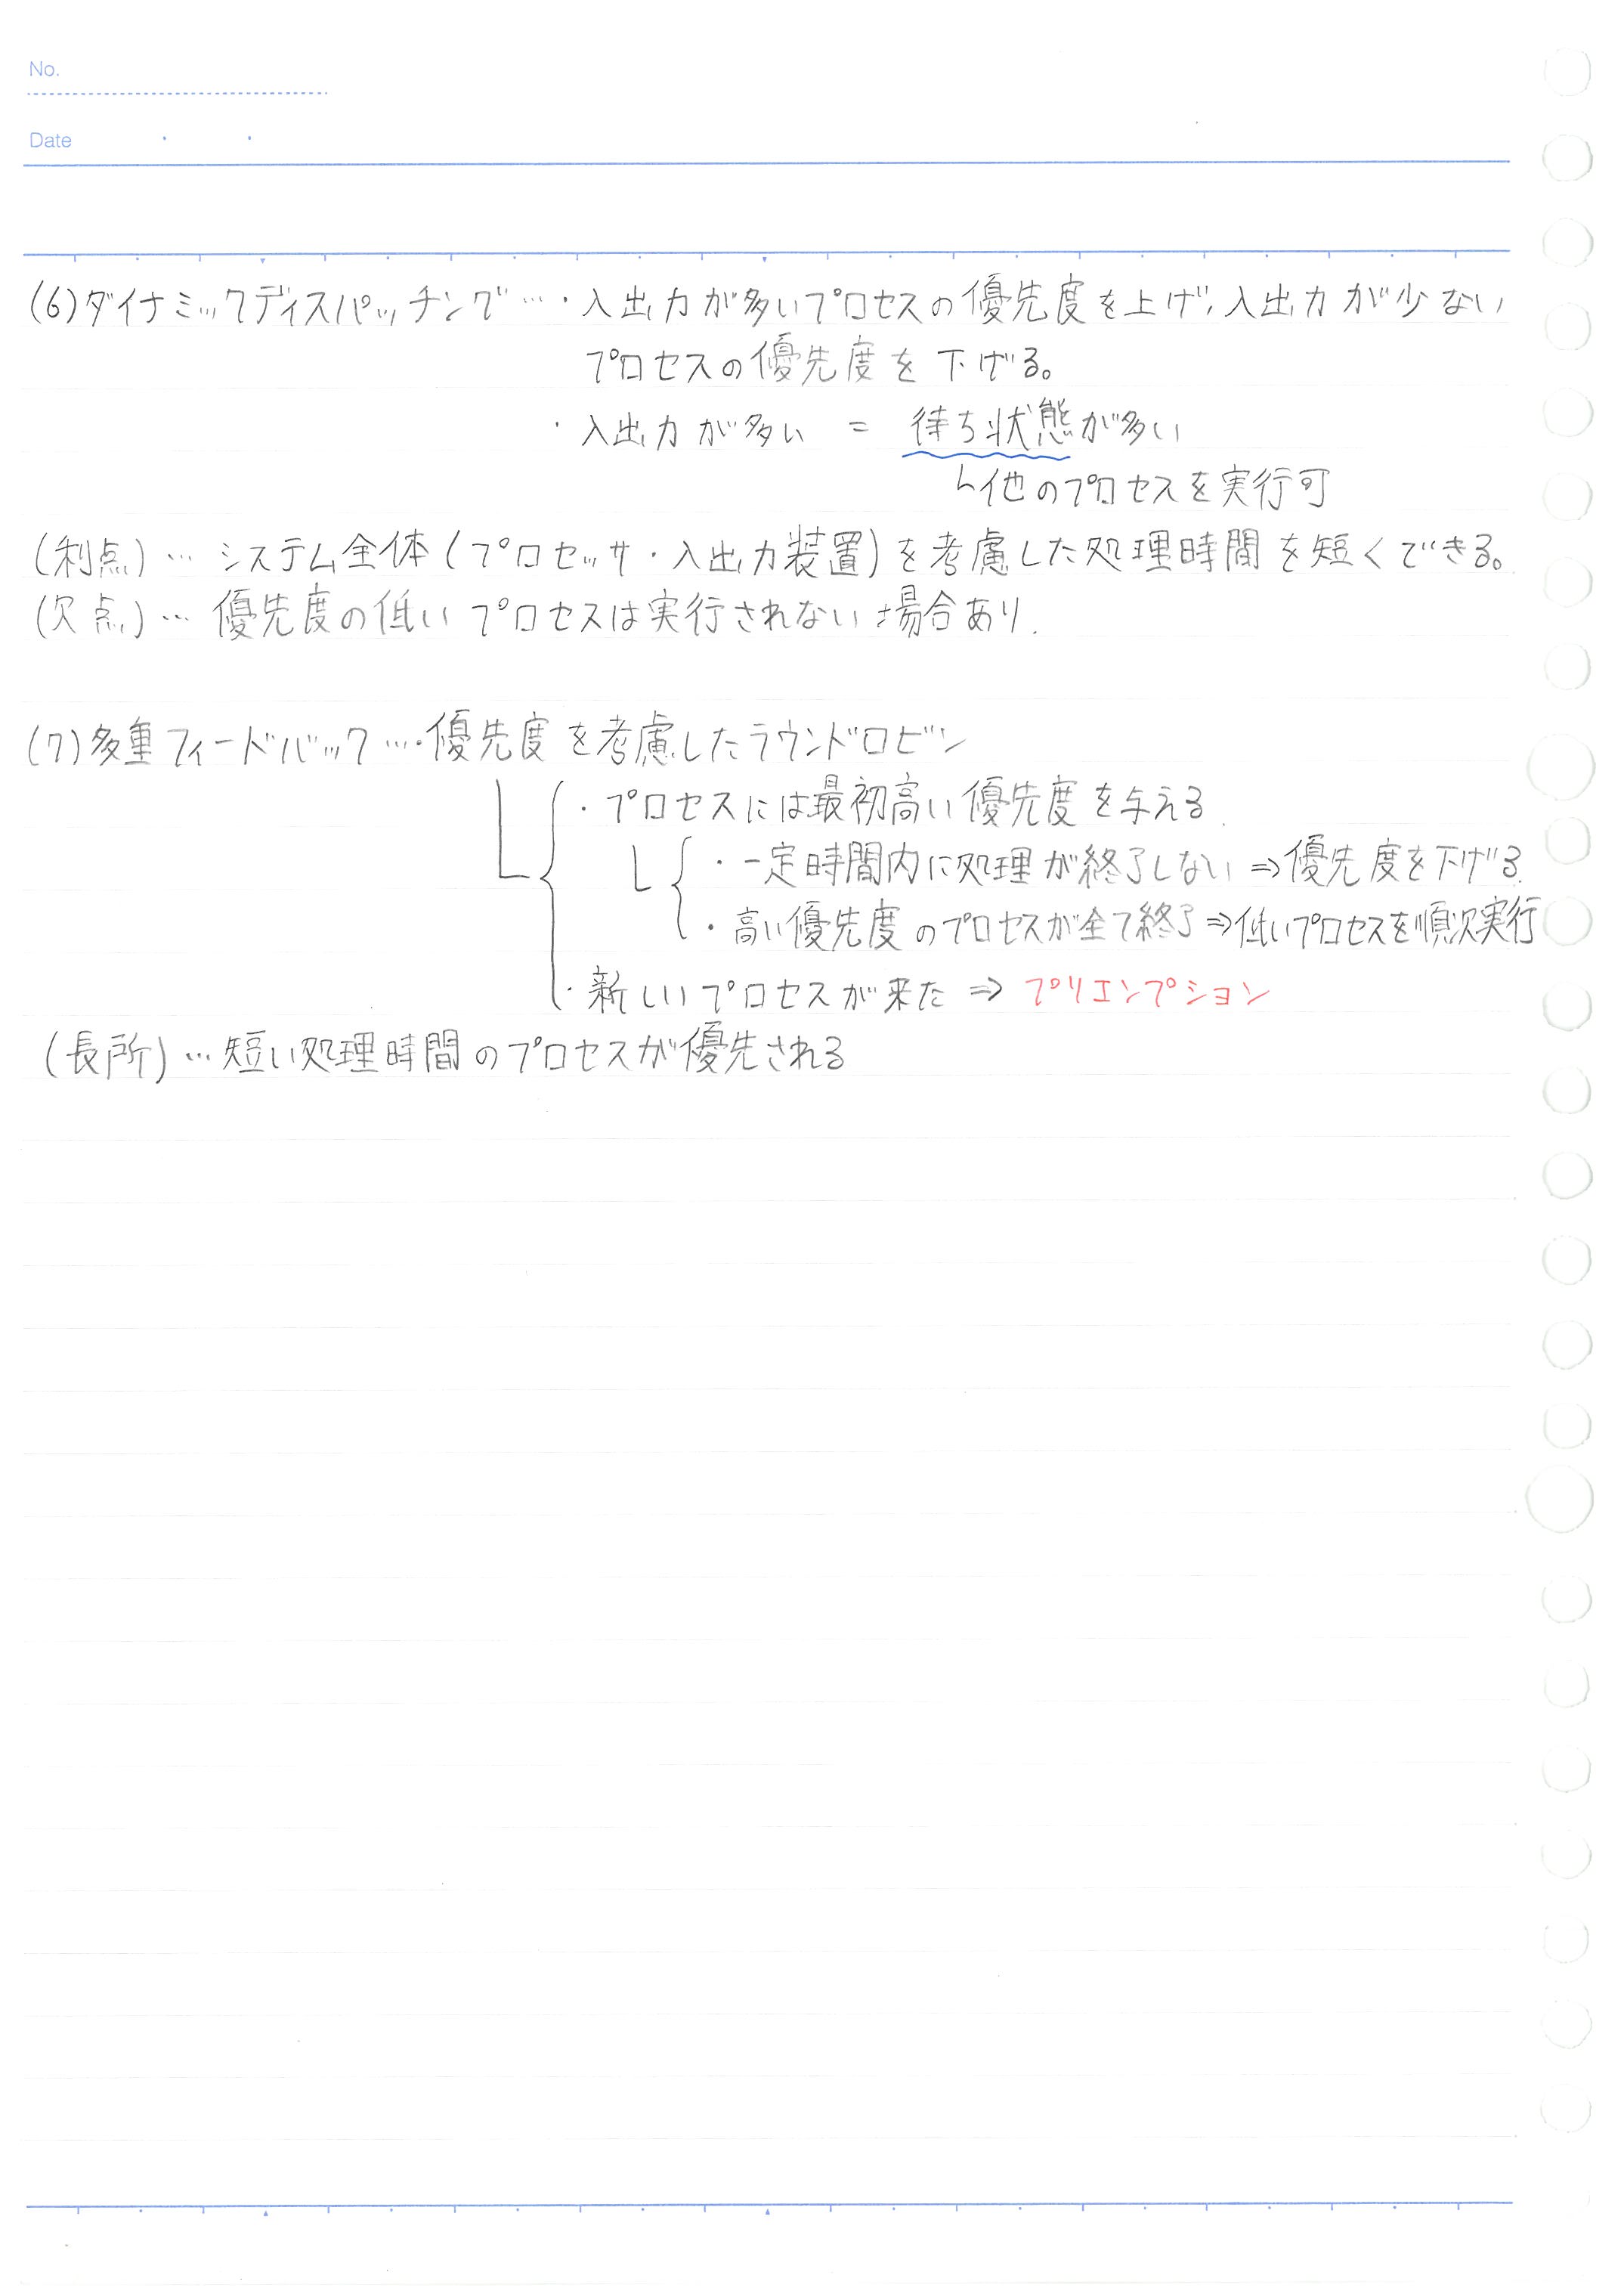 No.
Date
(6)ダイナミックディスパッチング…・入出力が多いプロセスの優先度を上げ,入出力が少ない
プロセスの優先度を下げる。
・入出力が多い = 待ち状態が多い
└他のプロセスを実行可
(利点)…システム全体(プロセッサ・入出力装置)を考慮した処理時間を短くできる。
(欠点)…優先度の低いプロセスは実行されない場合あり.
(7)多重フィードバック…・優先度を考慮したラウンドロビン
・プロセスには最初高い優先度を与える.
・一定時間内に処理が終了しない⇒優先度を下げる.
・高い優先度のプロセスが全て終了⇒低いプロセスを順次実行
・新しいプロセスが来た⇒プリエンプション
(長所)…短い処理時間のプロセスが優先される